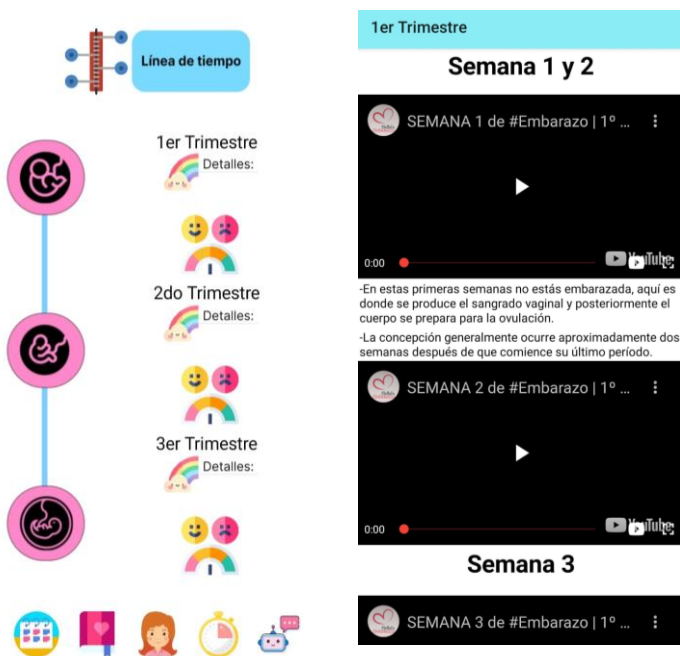 Línea de tiempo
1er Trimestre
Detalles:
2do Trimestre
Detalles:
3er Trimestre
Detalles:
1er Trimestre
Semana 1 y 2
SEMANA 1 de #Embarazo | 1º ...
0:00
YouTube
-En estas primeras semanas no estás embarazada, aquí es
donde se produce el sangrado vaginal y posteriormente el
cuerpo se prepara para la ovulación.
-La concepción generalmente ocurre aproximadamente dos
semanas después de que comience su último período.
SEMANA 2 de #Embarazo | 1º ...
0:00
YouTube
Semana 3
SEMANA 3 de #Embarazo | 1º ...